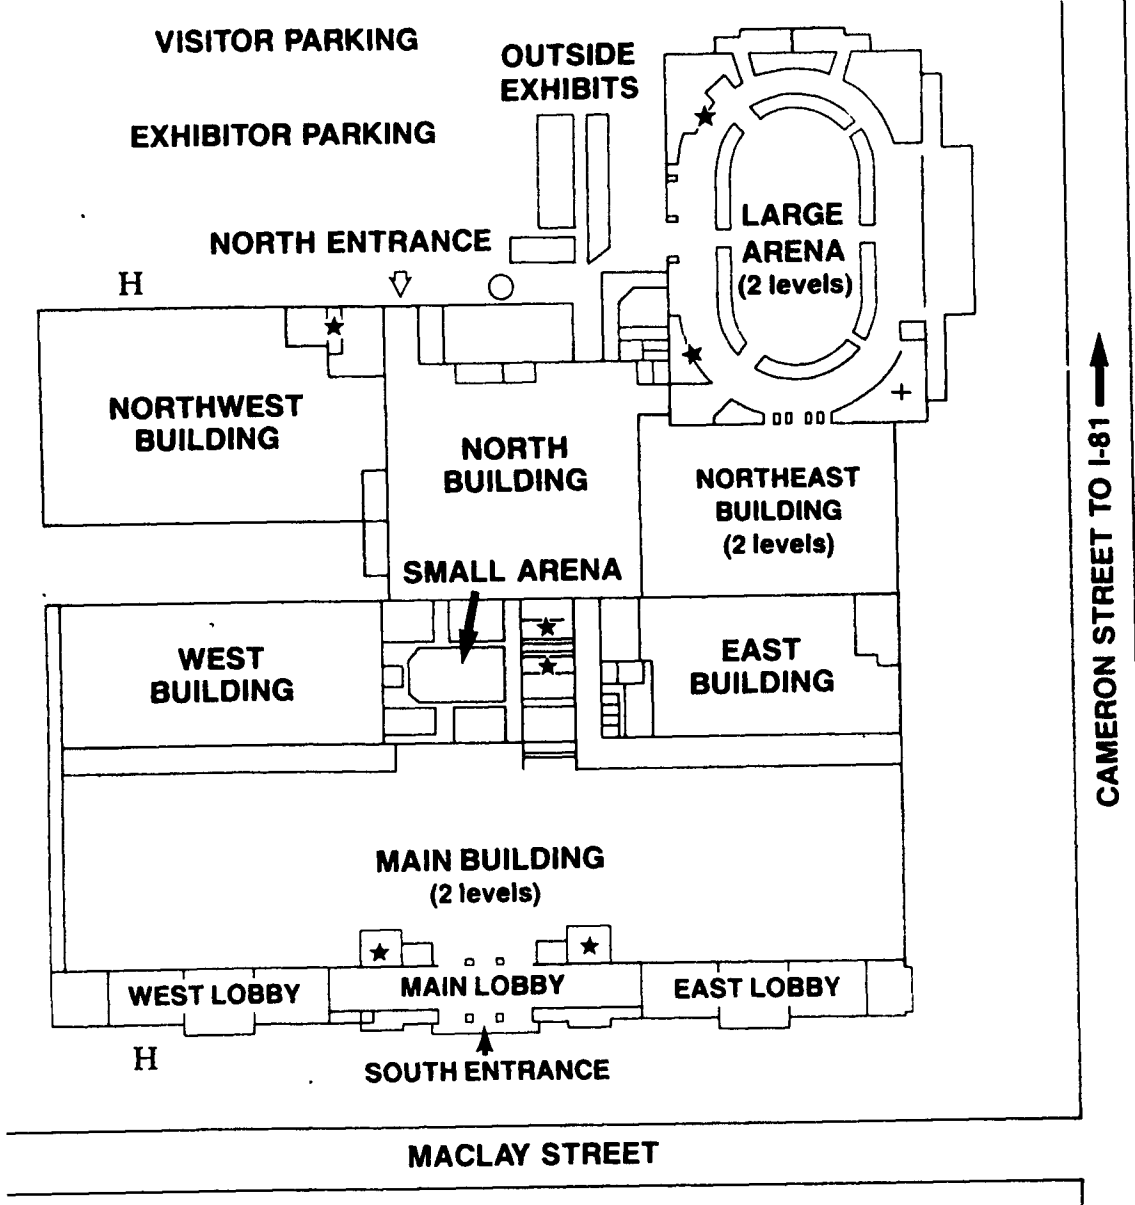 VISITOR PARKING
OUTSIDE
EXHIBITS
EXHIBITOR PARKING
NORTH ENTRANCE
H
LARGE
ARENA
(2 levels)
NORTHWEST
BUILDING
NORTH
BUILDING
NORTHEAST
BUILDING
(2 levels)
CAMERON STREET TO I-81
SMALL ARENA
WEST
BUILDING
EAST
BUILDING
MAIN BUILDING
(2 levels)
WEST LOBBY
MAIN LOBBY
EAST LOBBY
H
SOUTH ENTRANCE
MACLAY STREET